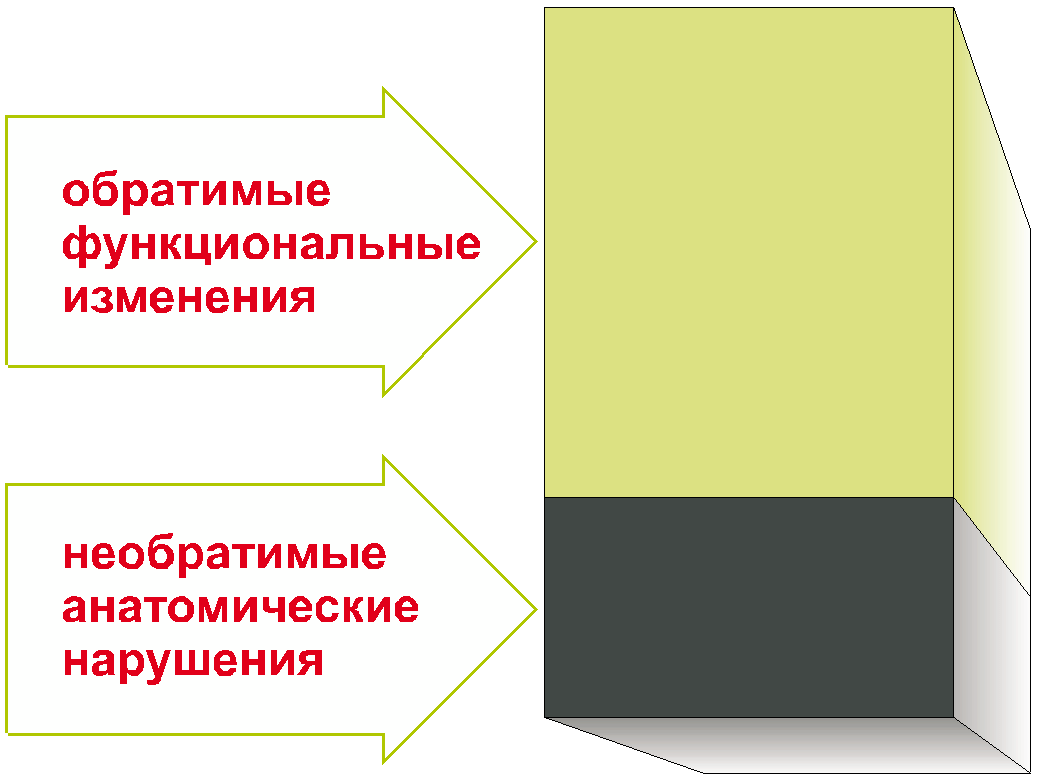 обратимые
функциональные
изменения
необратимые
анатомические
нарушения